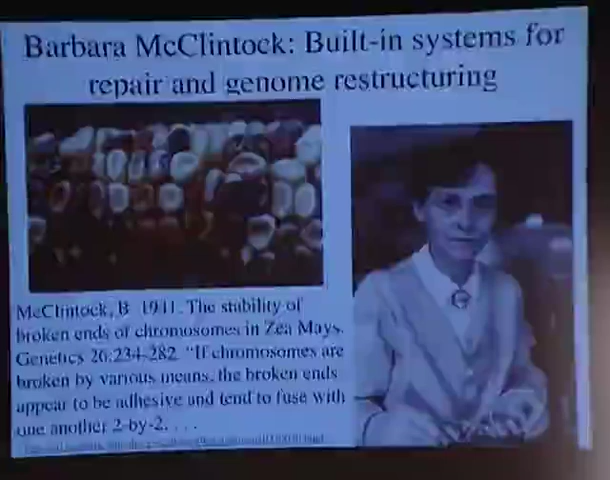 Barbara McClintock: Built-in systems for
repair and genome restructuring
McClintock, B 1941. The stability of
broken ends of chromosomes in Zea Mays.
Genetics 26:234-282. "If chromosomes are
broken by various means, the broken ends
appear to be adhesive and tend to fuse with
one another 2-by-2. . . .